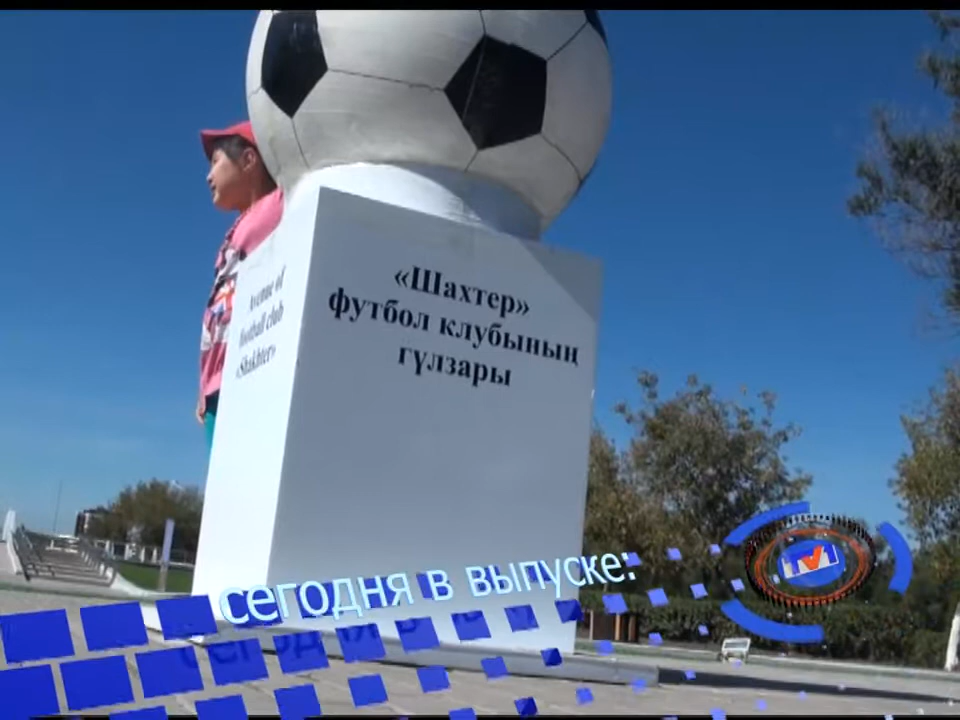 «Шахтер»
футбол клубының
гүлзары
Avenue of
football club
«Shakhter»
сегодня в выпуске: